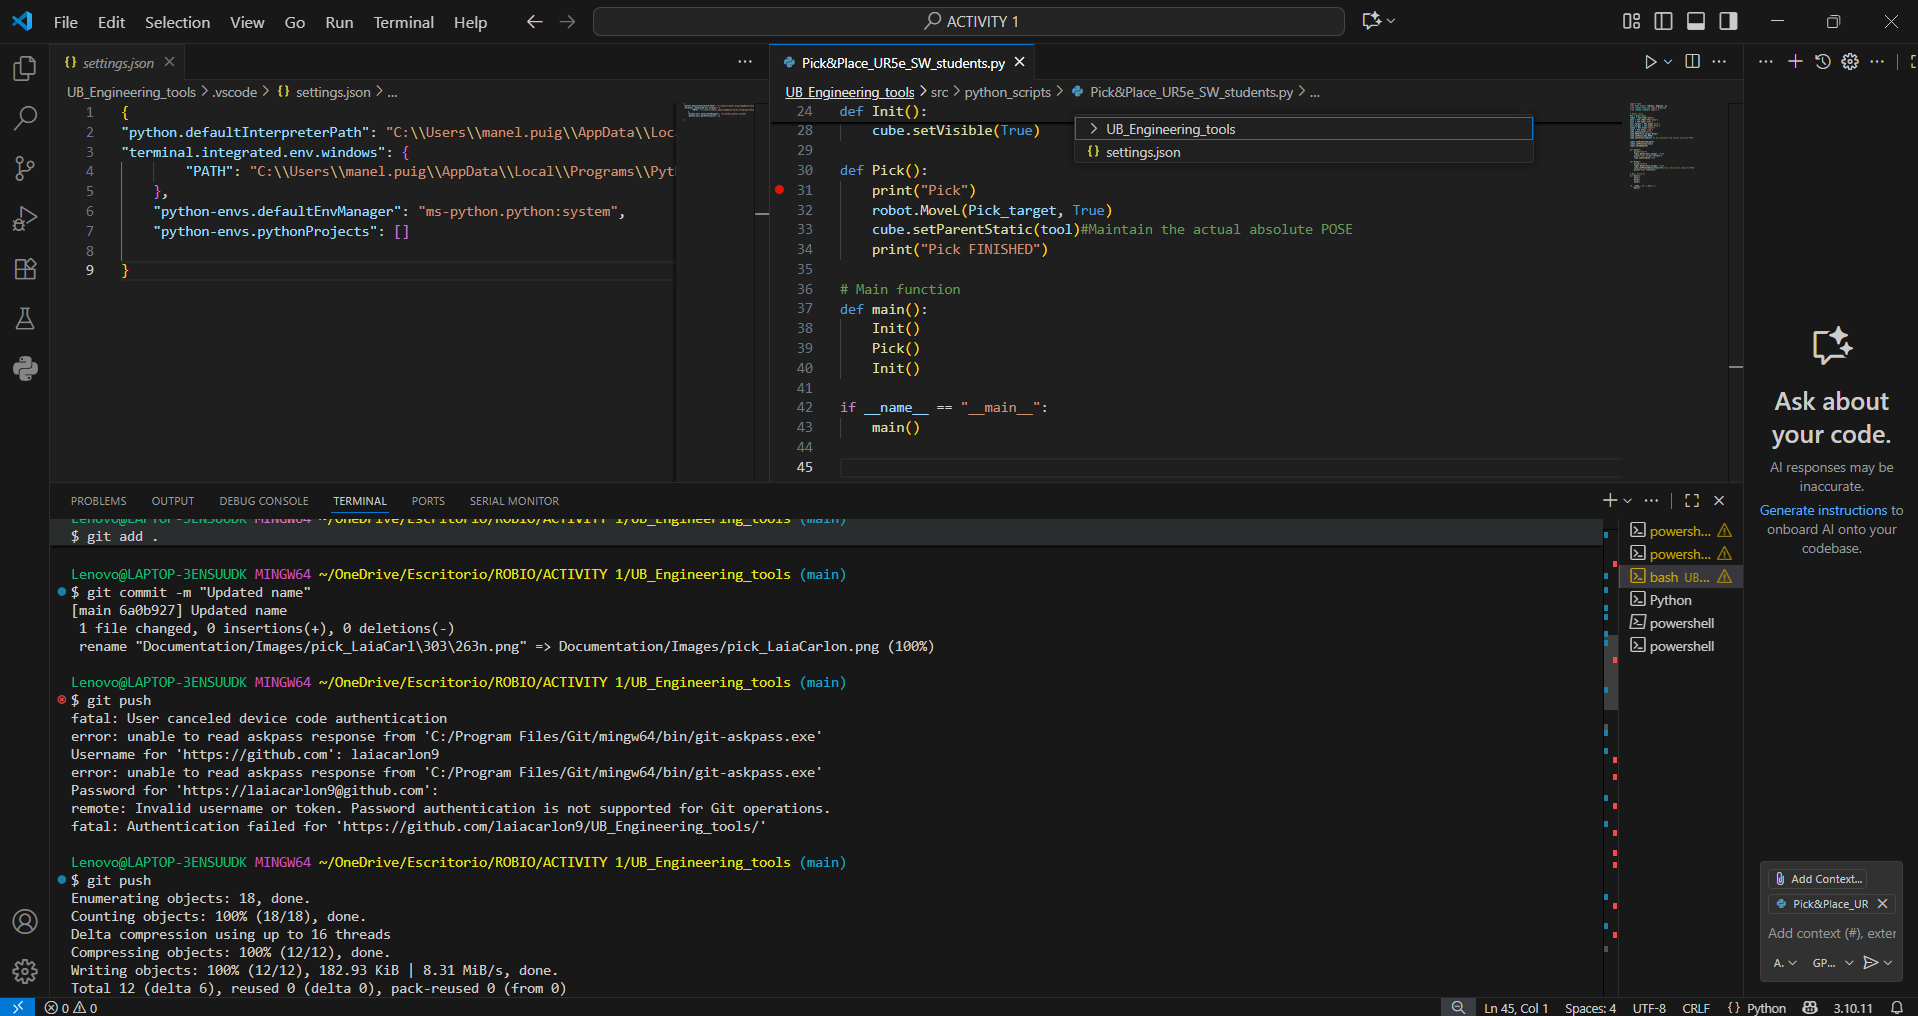 File Edit Selection View Go Run Terminal Help
ACTIVITY 1
settings.json
UB_Engineering_tools > .vscode > {} settings.json > ...
1 {
2 "python.defaultInterpreterPath": "C:\\Users\\manel.puig\\AppData\\Loca
3 "terminal.integrated.env.windows": {
4 "PATH": "C:\\Users\\manel.puig\\AppData\\Local\\Programs\\Pyt
5 },
6 "python-envs.defaultEnvManager": "ms-python.python:system",
7 "python-envs.pythonProjects": []
8
9 }
Pick&Place_UR5e_SW_students.py
UB_Engineering_tools > src > python_scripts > Pick&Place_UR5e_SW_students.py > ...
UB_Engineering_tools
{} settings.json
24 def Init():
28 cube.setVisible(True)
29
30 def Pick():
31 print("Pick")
32 robot.MoveL(Pick_target, True)
33 cube.setParentStatic(tool)#Maintain the actual absolute POSE
34 print("Pick FINISHED")
35
36 # Main function
37 def main():
38 Init()
39 Pick()
40 Init()
41
42 if __name__ == "__main__":
43 main()
44
45
Ask about
your code.
AI responses may be
inaccurate.
Generate instructions to
onboard AI onto your
codebase.
Add Context...
Pick&Place_UR
Add context (#), exter
A.
GP...
PROBLEMS OUTPUT DEBUG CONSOLE TERMINAL PORTS SERIAL MONITOR
Lenovo@LAPTOP-3ENSUUDK MINGW64 ~/OneDrive/Escritorio/ROBIO/ACTIVITY 1/UB_Engineering_tools (main)
$ git add .
Lenovo@LAPTOP-3ENSUUDK MINGW64 ~/OneDrive/Escritorio/ROBIO/ACTIVITY 1/UB_Engineering_tools (main)
$ git commit -m "Updated name"
[main 6a0b927] Updated name
1 file changed, 0 insertions(+), 0 deletions(-)
rename "Documentation/Images/pick_LaiaCarl\303\263n.png" => Documentation/Images/pick_LaiaCarlon.png (100%)
Lenovo@LAPTOP-3ENSUUDK MINGW64 ~/OneDrive/Escritorio/ROBIO/ACTIVITY 1/UB_Engineering_tools (main)
$ git push
fatal: User canceled device code authentication
error: unable to read askpass response from 'C:/Program Files/Git/mingw64/bin/git-askpass.exe'
Username for 'https://github.com': laiacarlon9
error: unable to read askpass response from 'C:/Program Files/Git/mingw64/bin/git-askpass.exe'
Password for 'https://laiacarlon9@github.com':
remote: Invalid username or token. Password authentication is not supported for Git operations.
fatal: Authentication failed for 'https://github.com/laiacarlon9/UB_Engineering_tools/'
Lenovo@LAPTOP-3ENSUUDK MINGW64 ~/OneDrive/Escritorio/ROBIO/ACTIVITY 1/UB_Engineering_tools (main)
$ git push
Enumerating objects: 18, done.
Counting objects: 100% (18/18), done.
Delta compression using up to 16 threads
Compressing objects: 100% (12/12), done.
Writing objects: 100% (12/12), 182.93 KiB | 8.31 MiB/s, done.
Total 12 (delta 6), reused 0 (delta 0), pack-reused 0 (from 0)
powersh...
powersh...
bash UB...
Python
powershell
powershell
0 0
Ln 45, Col 1 Spaces: 4 UTF-8 CRLF {} Python 3.10.11